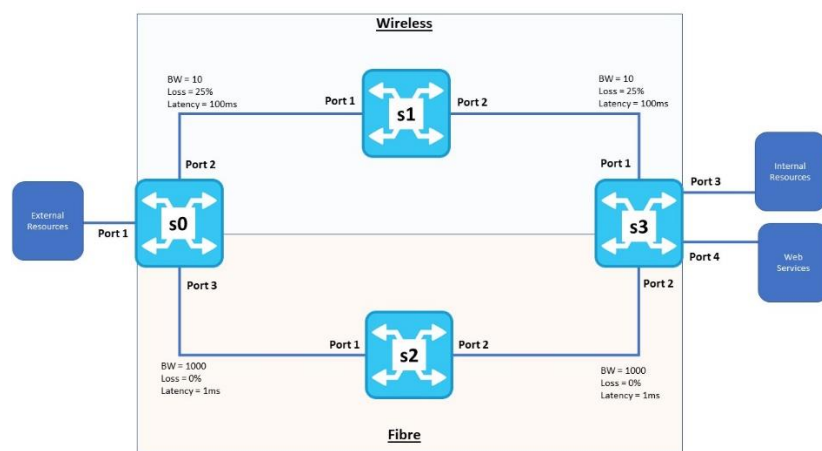 Wireless
BW = 10
Loss = 25%
Latency = 100ms
Port 1
s1
Port 2
BW = 10
Loss = 25%
Latency = 100ms
Port 2
Port 1
External
Resources
Port 1
s0
s3
Port 3
Internal
Resources
Port 4
Web
Services
Port 3
Port 2
Port 1
s2
Port 2
BW = 1000
Loss = 0%
Latency = 1ms
BW = 1000
Loss = 0%
Latency = 1ms
Fibre